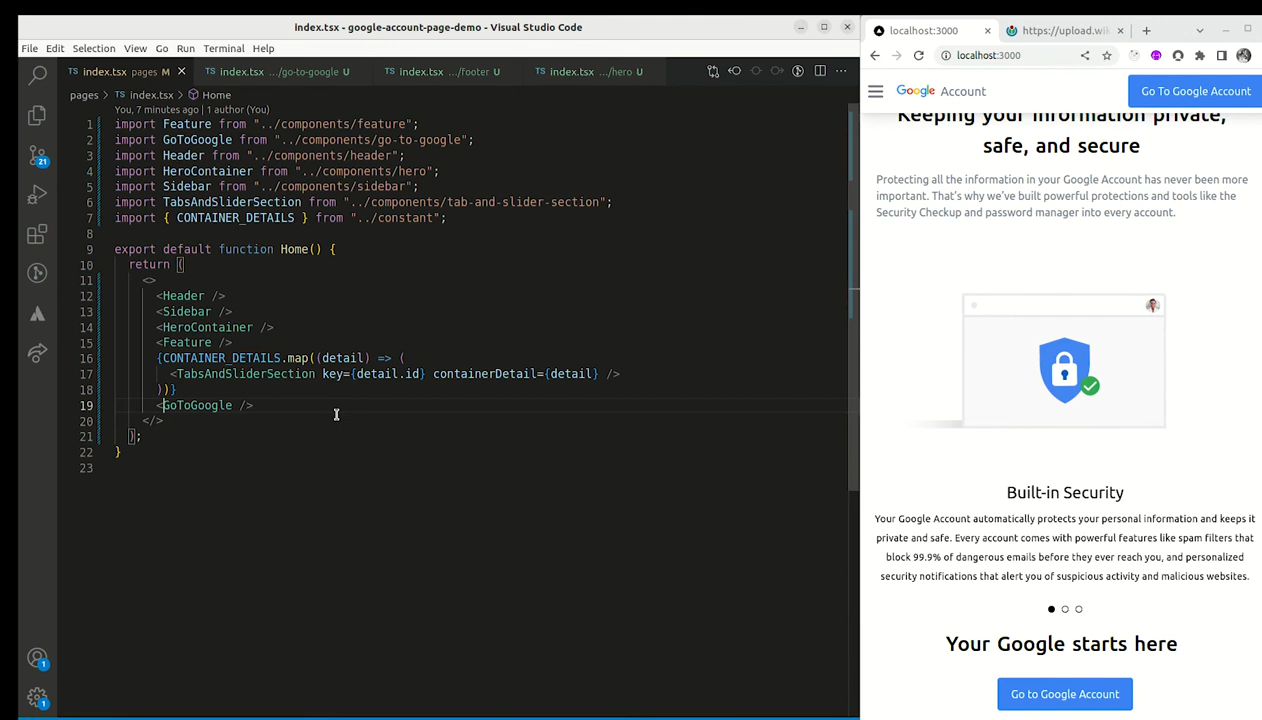 index.tsx - google-account-page-demo - Visual Studio Code
File Edit Selection View Go Run Terminal Help
TS index.tsx pages M
TS index.tsx .../go-to-google U
TS index.tsx .../footer U
TS index.tsx .../hero U
pages > TS index.tsx > Home
You, 7 minutes ago | 1 author (You)
1 import Feature from "../components/feature";
2 import GoToGoogle from "../components/go-to-google";
3 import Header from "../components/header";
4 import HeroContainer from "../components/hero";
5 import Sidebar from "../components/sidebar";
6 import TabsAndSliderSection from "../components/tab-and-slider-section";
7 import { CONTAINER_DETAILS } from "../constant";
8
9 export default function Home() {
10 return (
11 <>
12 <Header />
13 <Sidebar />
14 <HeroContainer />
15 <Feature />
16 {CONTAINER_DETAILS.map((detail) => (
17 <TabsAndSliderSection key={detail.id} containerDetail={detail} />
18 ))}
19 <GoToGoogle />
20 </>
21 );
22 }
23
21
1
1
localhost:3000
https://upload.wik
localhost:3000
Google Account
Go To Google Account
Keeping your information private,
safe, and secure
Protecting all the information in your Google Account has never been more
important. That's why we've built powerful protections and tools like the
Security Checkup and password manager into every account.
Built-in Security
Your Google Account automatically protects your personal information and keeps it
private and safe. Every account comes with powerful features like spam filters that
block 99.9% of dangerous emails before they ever reach you, and personalized
security notifications that alert you of suspicious activity and malicious websites.
Your Google starts here
Go to Google Account